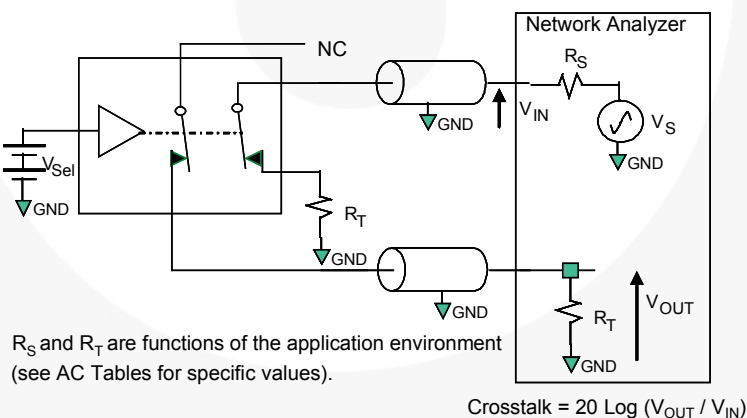 Network Analyzer
NC
R_S
V_IN
V_S
GND
GND
V_Sel
GND
R_T
GND
GND
R_T
V_OUT
GND
R_S and R_T are functions of the application environment
(see AC Tables for specific values).
Crosstalk = 20 Log (V_OUT / V_IN)